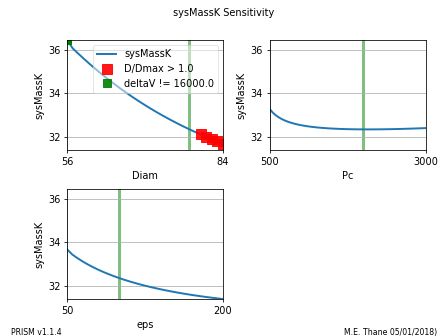 sysMassK Sensitivity
sysMassK
36
34
32
sysMassK
D/Dmax > 1.0
deltaV != 16000.0
56
84
Diam
sysMassK
36
34
32
500
3000
Pc
sysMassK
36
34
32
50
200
eps
PRISM v1.1.4
M.E. Thane 05/01/2018)